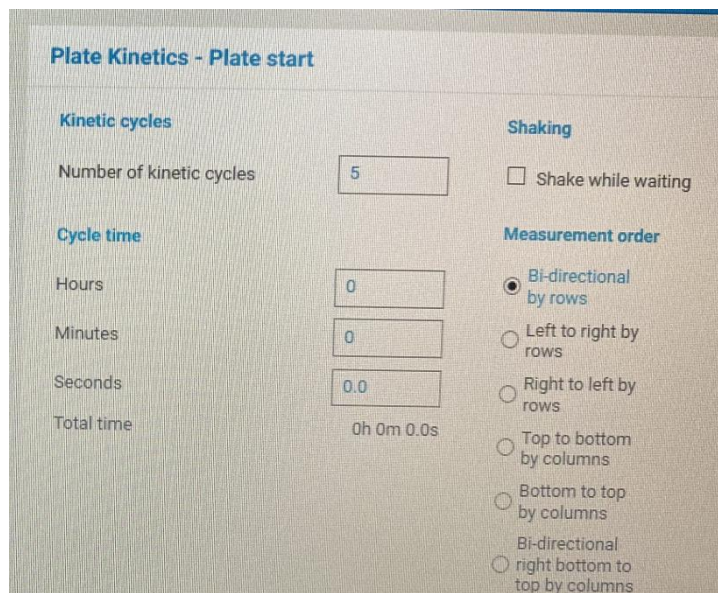 Plate Kinetics - Plate start
Kinetic cycles
Number of kinetic cycles
5
Cycle time
Hours
0
Minutes
0
Seconds
0.0
Total time
0h 0m 0.0s
Shaking
Shake while waiting
Measurement order
Bi-directional
by rows
Left to right by
rows
Right to left by
rows
Top to bottom
by columns
Bottom to top
by columns
Bi-directional
right bottom to
top by columns